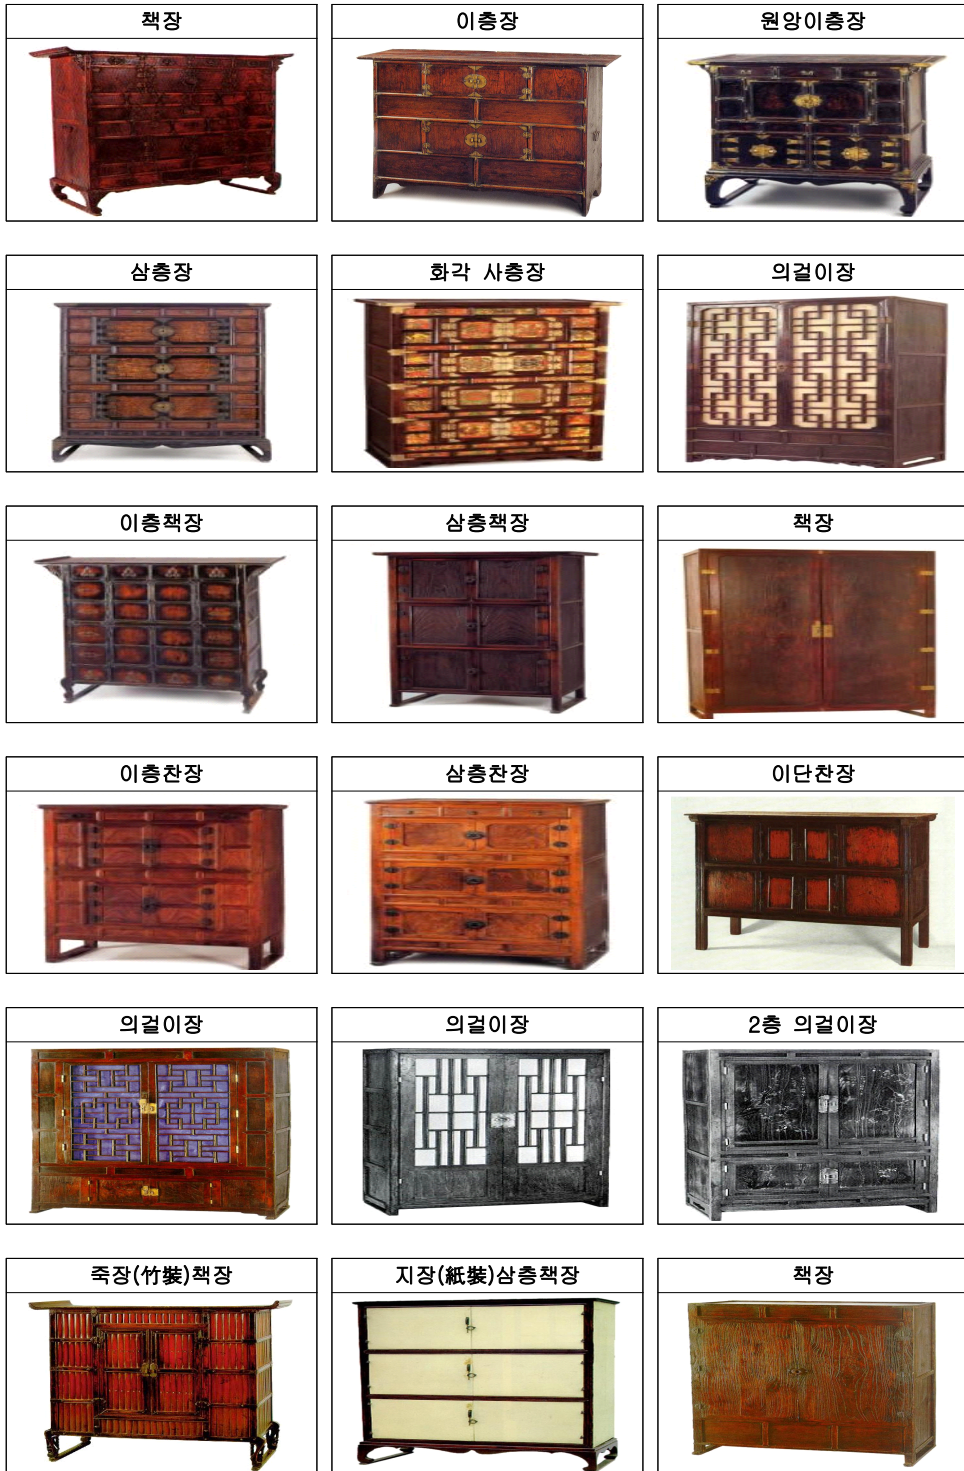 책장
이층장
원앙이층장
삼층장
화각 사층장
의걸이장
이층책장
삼층책장
책장
이층찬장
삼층찬장
이단찬장
의걸이장
의걸이장
2층 의걸이장
죽장(竹裝)책장
지장(紙裝)삼층책장
책장